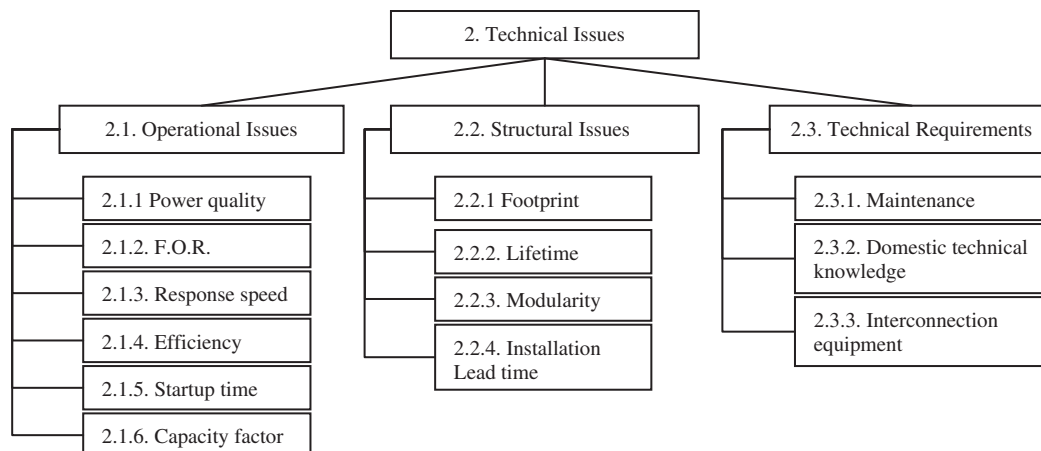 2. Technical Issues
2.1. Operational Issues
2.1.1 Power quality
2.1.2. F.O.R.
2.1.3. Response speed
2.1.4. Efficiency
2.1.5. Startup time
2.1.6. Capacity factor
2.2. Structural Issues
2.2.1 Footprint
2.2.2. Lifetime
2.2.3. Modularity
2.2.4. Installation
Lead time
2.3. Technical Requirements
2.3.1. Maintenance
2.3.2. Domestic technical
knowledge
2.3.3. Interconnection
equipment